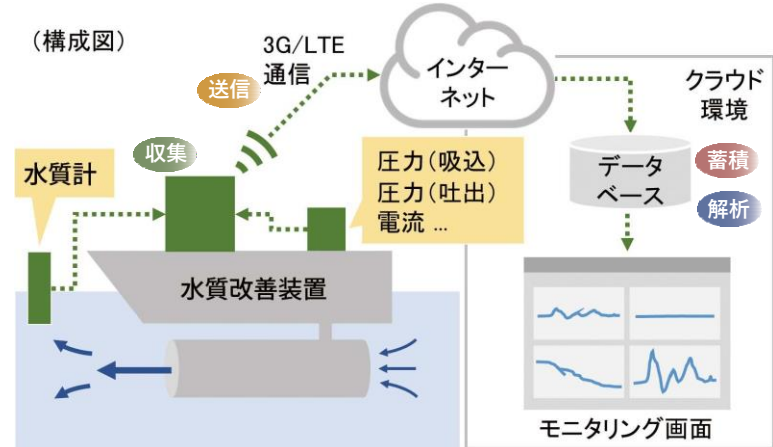 （構成図）
3G/LTE
通信
送信
インター
ネット
クラウド
環境
収集
水質計
圧力（吸込）
圧力（吐出）
電流 …
データ
ベース
蓄積
解析
水質改善装置
モニタリング画面